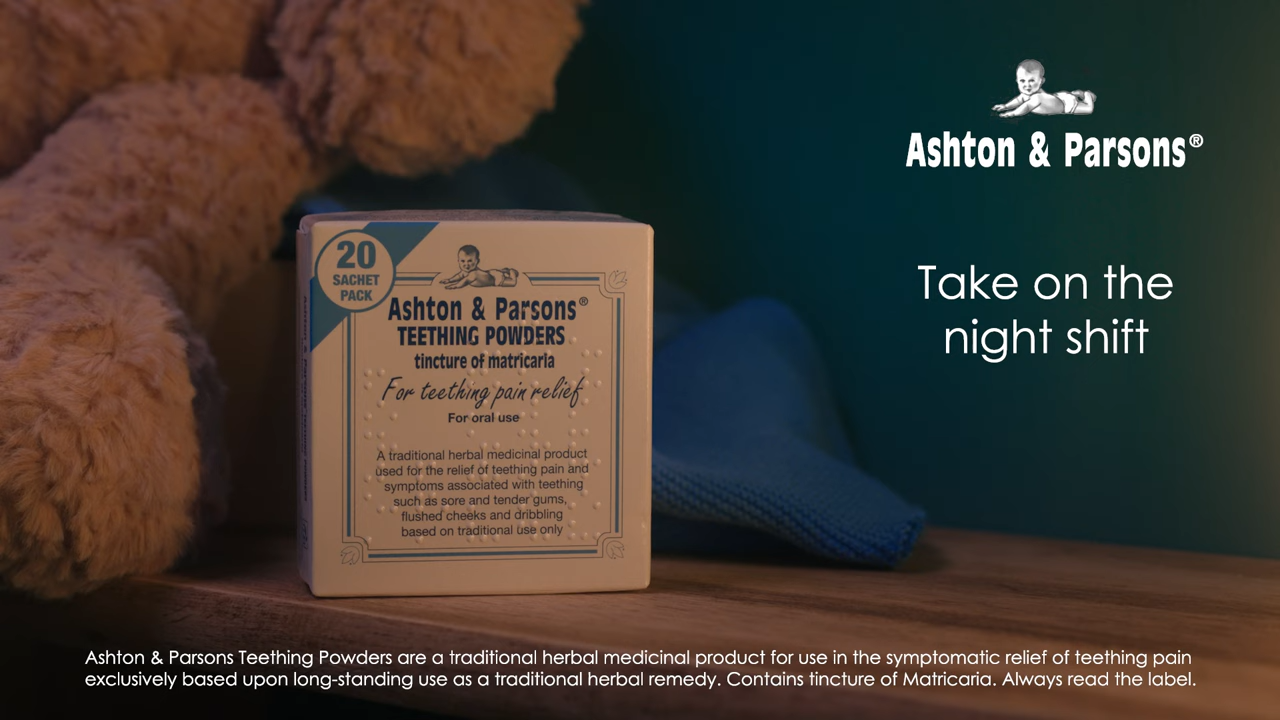 Ashton & Parsons®
Take on the
night shift
20
SACHET
PACK
Ashton & Parsons®
TEETHING POWDERS
tincture of matricaria
For teething pain relief
For oral use
A traditional herbal medicinal product
used for the relief of teething pain and
symptoms associated with teething
such as sore and tender gums,
flushed cheeks and dribbling
based on traditional use only
Ashton & Parsons Teething Powders are a traditional herbal medicinal product for use in the symptomatic relief of teething pain
exclusively based upon long-standing use as a traditional herbal remedy. Contains tincture of Matricaria. Always read the label.